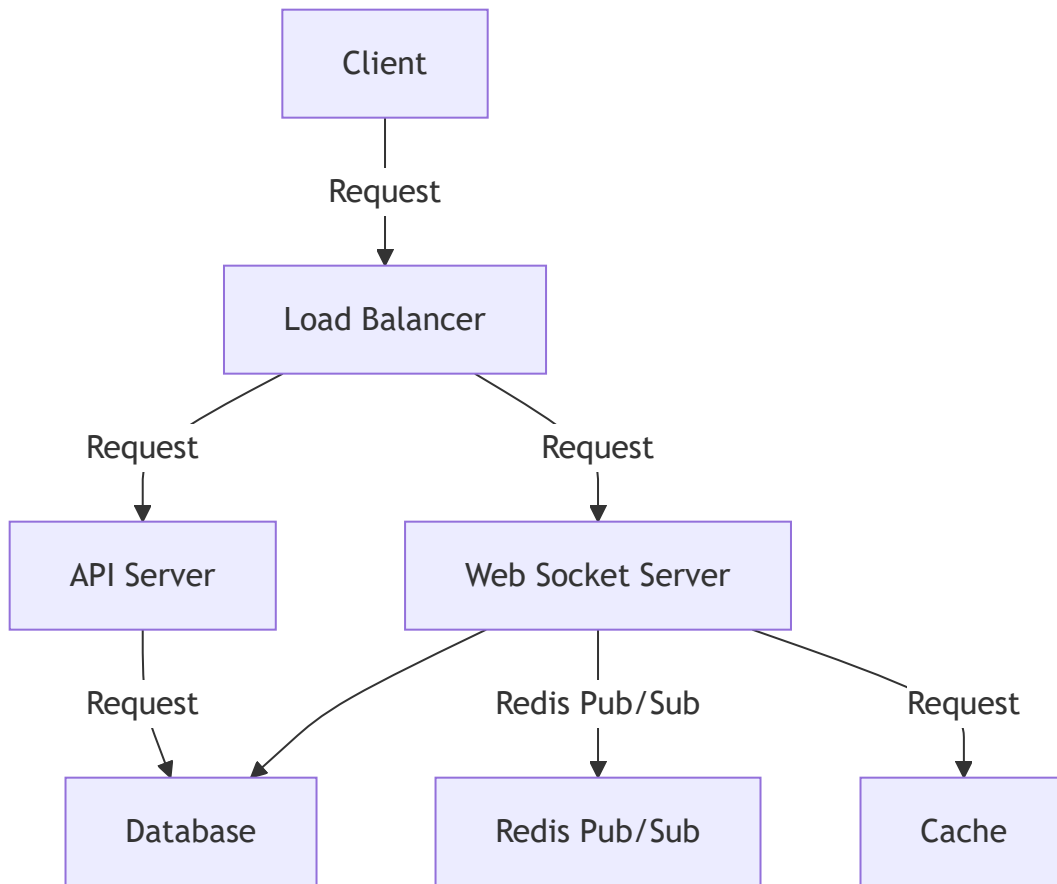 Client
Request
Load Balancer
Request
Request
API Server
Web Socket Server
Request
Redis Pub/Sub
Request
Database
Redis Pub/Sub
Cache